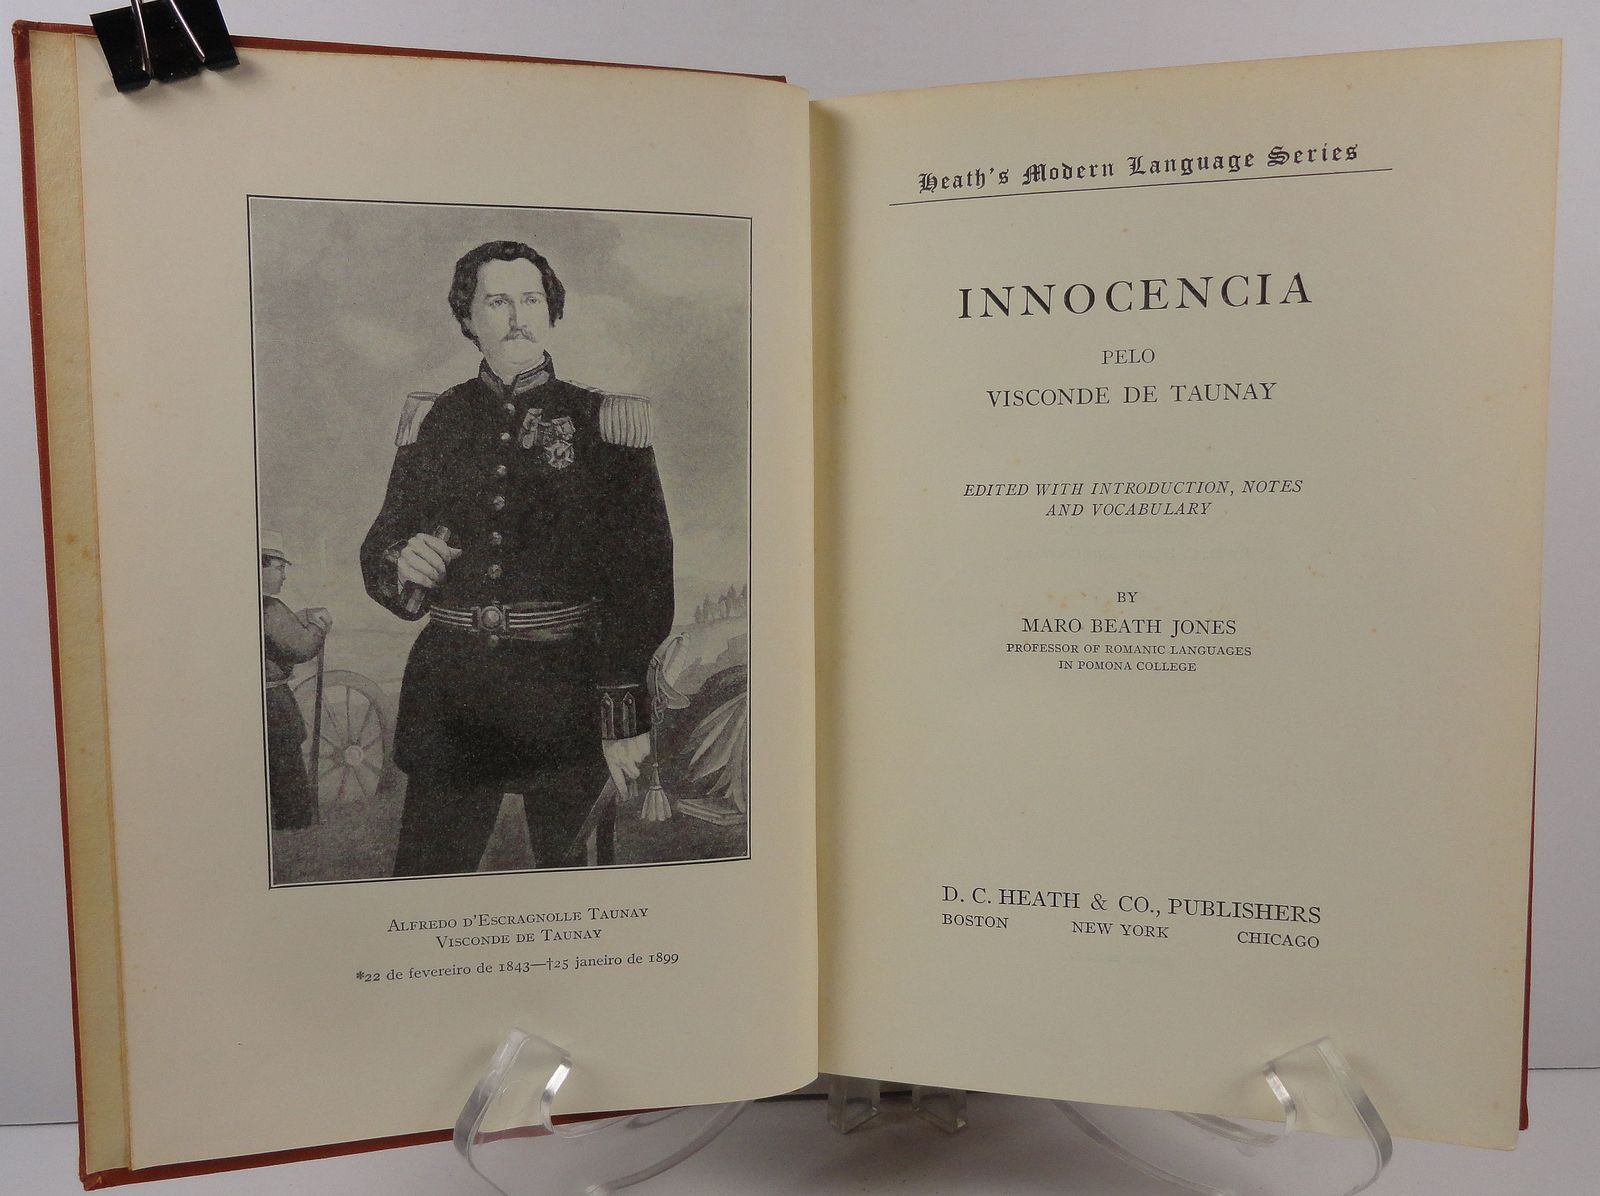 Alfredo d'Escragnolle Taunay
Visconde de Taunay
*22 de fevereiro de 1843—†25 janeiro de 1899
Heath's Modern Language Series
INNOCENCIA
PELO
VISCONDE DE TAUNAY
EDITED WITH INTRODUCTION, NOTES
AND VOCABULARY
BY
MARO BEATH JONES
PROFESSOR OF ROMANIC LANGUAGES
IN POMONA COLLEGE
D. C. HEATH & CO., PUBLISHERS
BOSTON NEW YORK CHICAGO